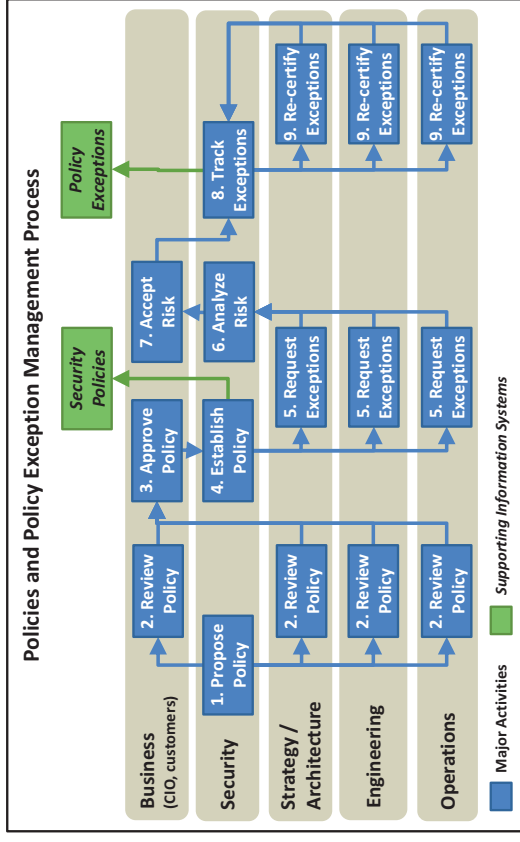 Policies and Policy Exception Management Process
Security
Policies
Policy
Exceptions
Business
(CIO, customers)
2. Review
Policy
3. Approve
Policy
7. Accept
Risk
Security
1. Propose
Policy
4. Establish
Policy
6. Analyze
Risk
8. Track
Exceptions
Strategy /
Architecture
2. Review
Policy
5. Request
Exceptions
9. Re-certify
Exceptions
Engineering
2. Review
Policy
5. Request
Exceptions
9. Re-certify
Exceptions
Operations
2. Review
Policy
5. Request
Exceptions
9. Re-certify
Exceptions
Major Activities
Supporting Information Systems